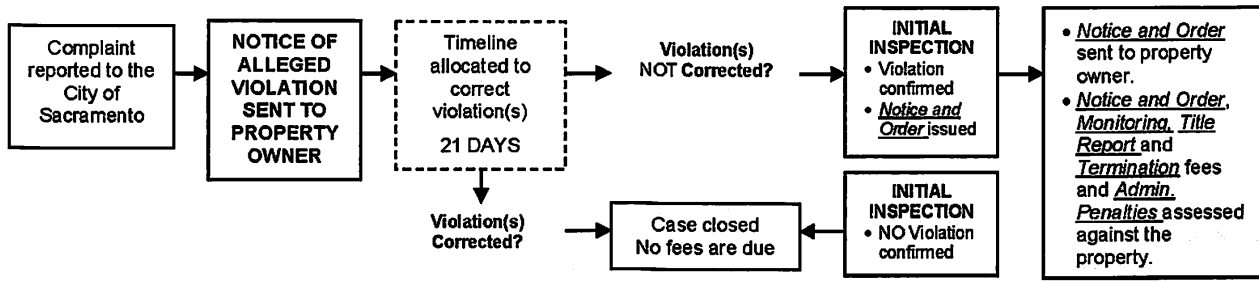 Complaint
reported to the
City of
Sacramento
NOTICE OF
ALLEGED
VIOLATION
SENT TO
PROPERTY
OWNER
Timeline
allocated to
correct
violation(s)
21 DAYS
Violation(s)
NOT Corrected?
INITIAL
INSPECTION
• Violation
confirmed
• Notice and
Order issued
• Notice and Order
sent to property
owner.
• Notice and Order,
Monitoring, Title
Report and
Termination fees
and Admin.
Penalties assessed
against the
property.
Violation(s)
Corrected?
Case closed
No fees are due
INITIAL
INSPECTION
• NO Violation
confirmed